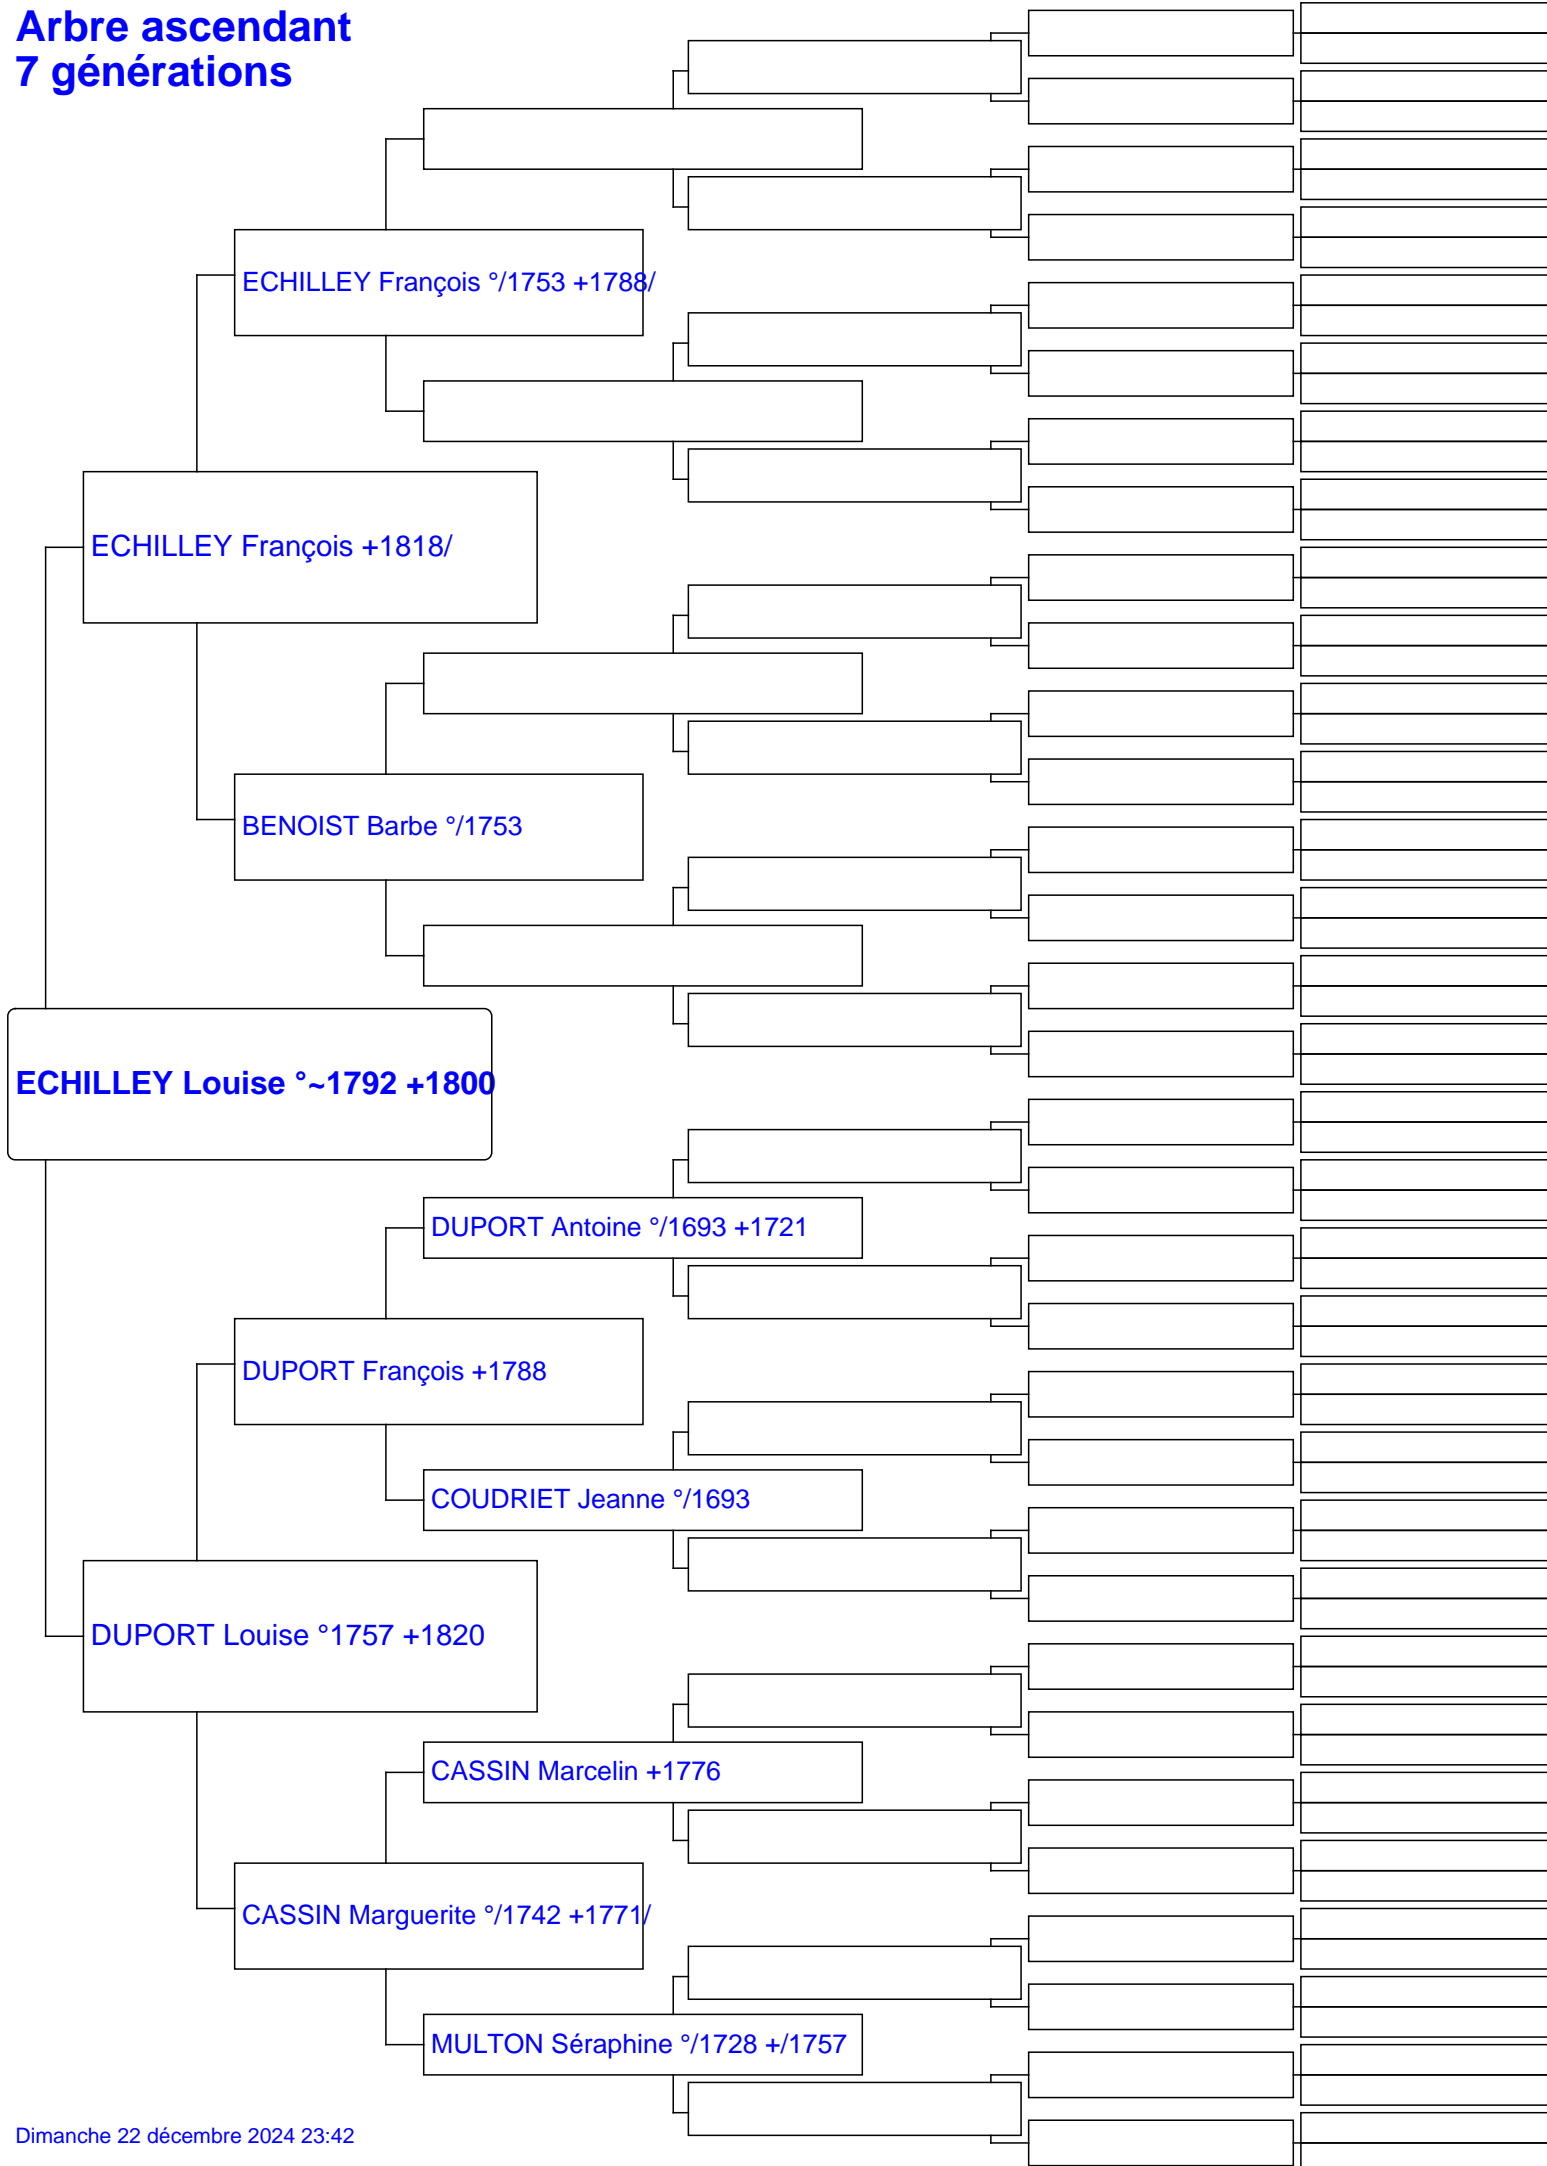 Arbre ascendant
7 générations
ECHILLEY François °/1753 +1788/
ECHILLEY François +1818/
BENOIST Barbe °/1753
ECHILLEY Louise °~1792 +1800
DUPORT Antoine °/1693 +1721
DUPORT François +1788
COUDRIET Jeanne °/1693
DUPORT Louise °1757 +1820
CASSIN Marcelin +1776
CASSIN Marguerite °/1742 +1771/
MULTON Séraphine °/1728 +/1757
Dimanche 22 décembre 2024 23:42